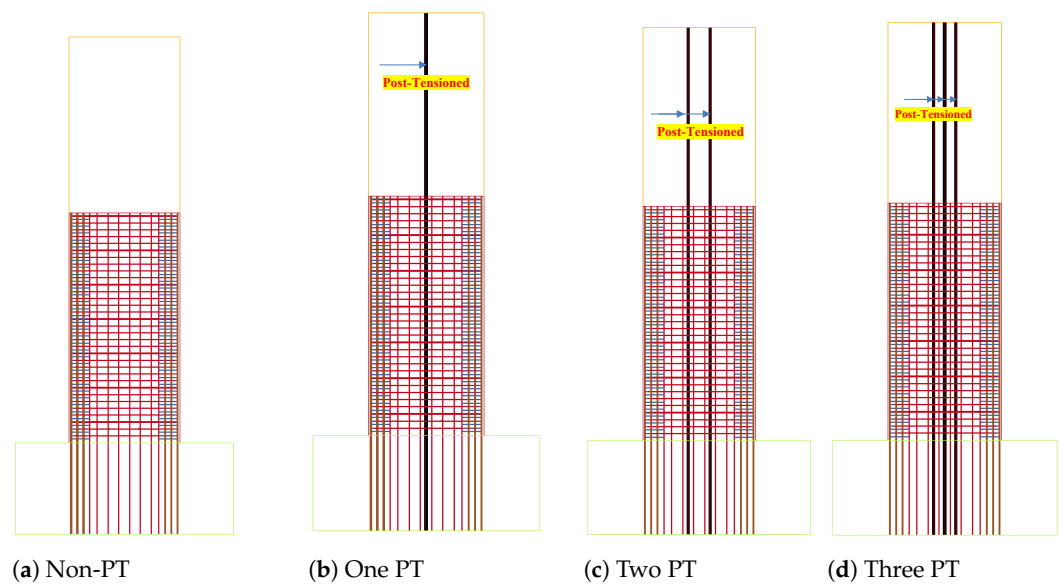 Post-Tensioned
Post-Tensioned
Post-Tensioned
(a) Non-PT
(b) One PT
(c) Two PT
(d) Three PT